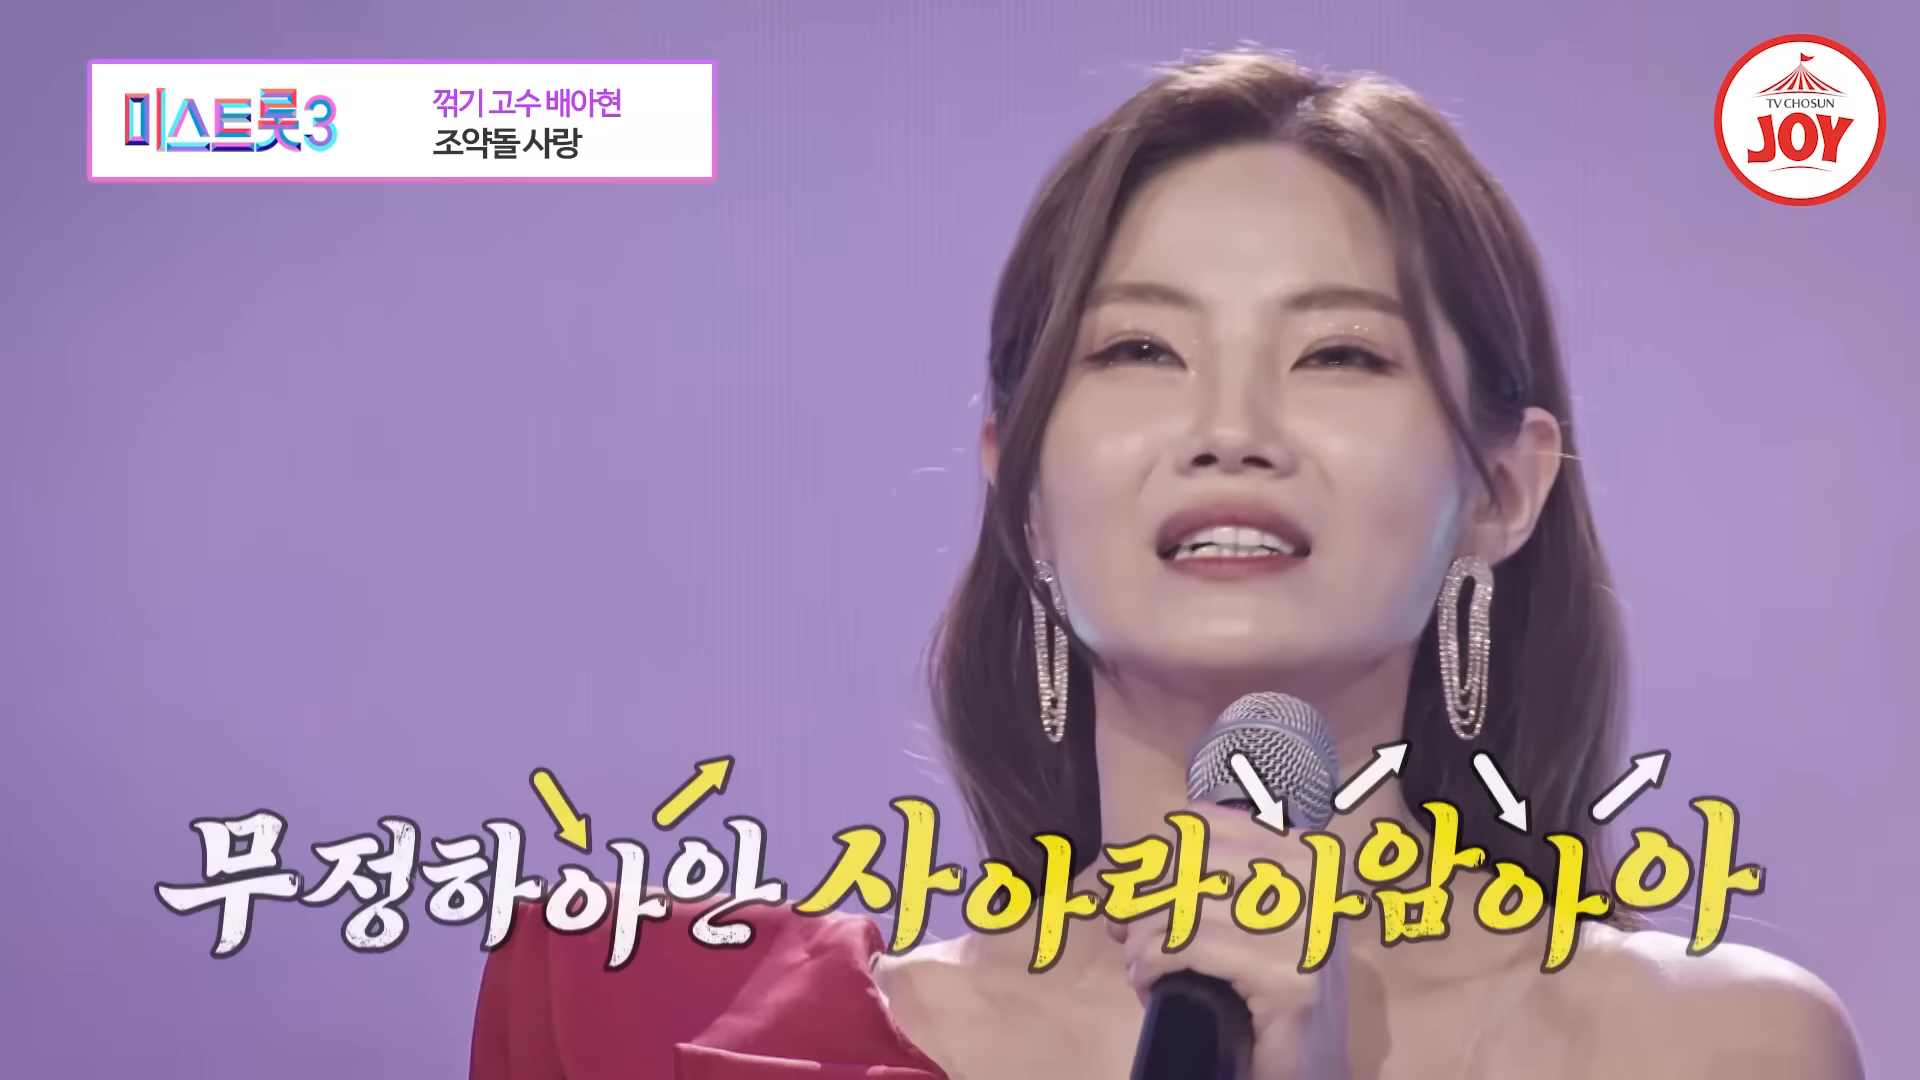 미스트롯3
꺾기 고수 배아현
조약돌 사랑
TV CHOSUN
JOY
무정하아안 사아라아암아아